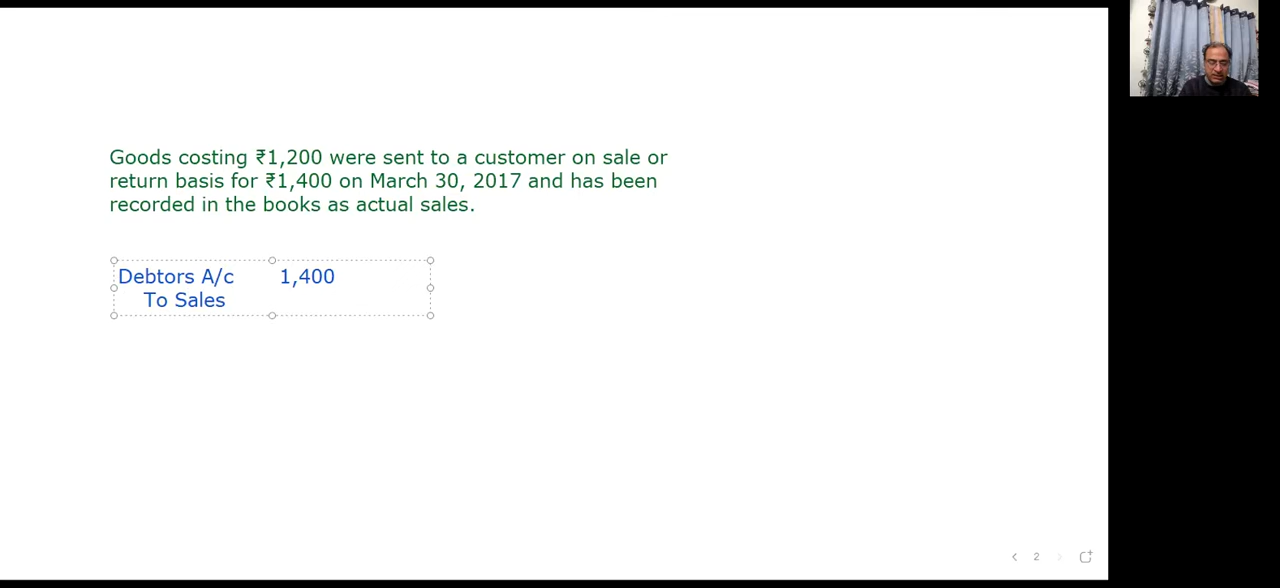 Goods costing ₹1,200 were sent to a customer on sale or
return basis for ₹1,400 on March 30, 2017 and has been
recorded in the books as actual sales.
Debtors A/c 1,400
To Sales
2